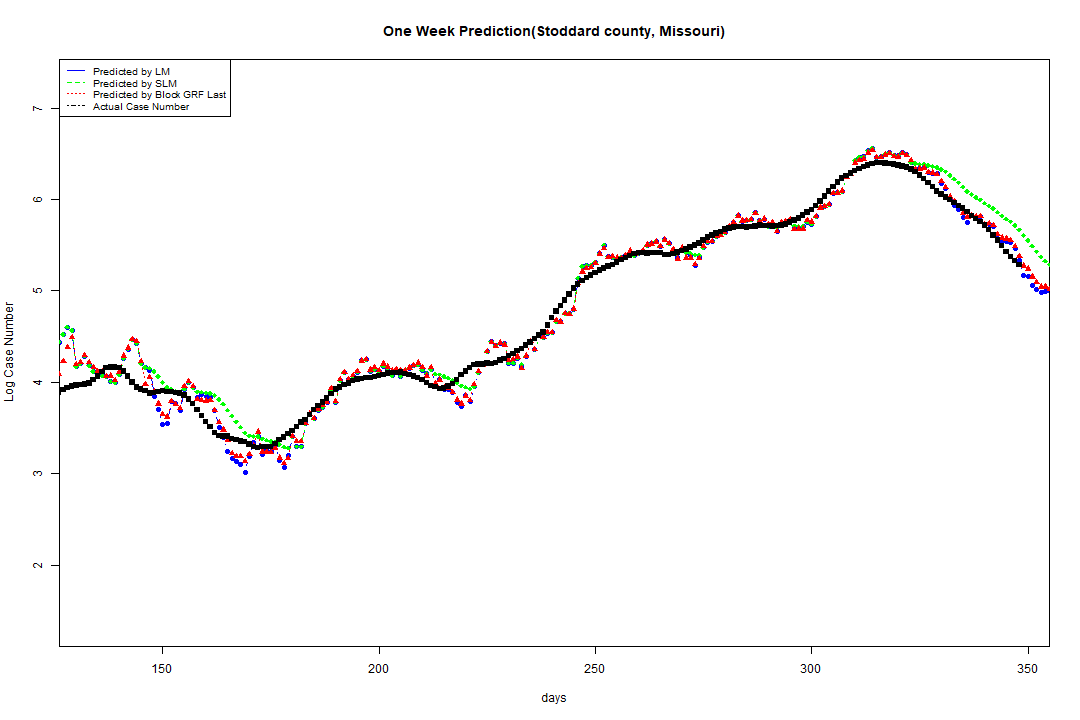 One Week Prediction(Stoddard county, Missouri)
Predicted by LM
Predicted by SLM
Predicted by Block GRF Last
Actual Case Number
Log Case Number
7
6
5
4
3
2
150
200
250
300
350
days